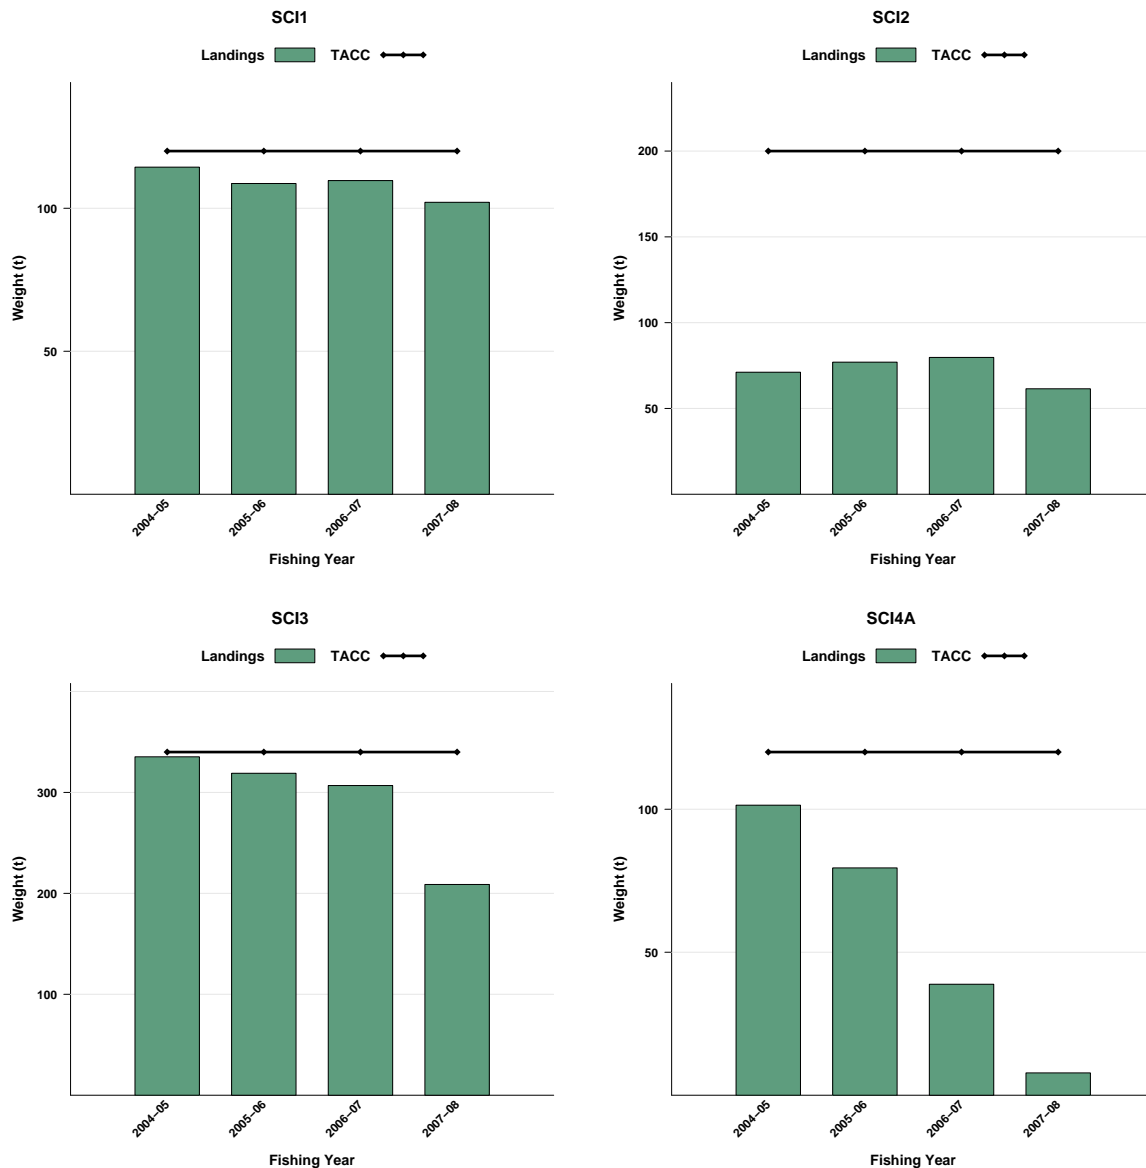 SCI1
Landings TACC
Weight (t)
100
50
2004–05
2005–06
2006–07
2007–08
Fishing Year
SCI2
Landings TACC
Weight (t)
200
150
100
50
2004–05
2005–06
2006–07
2007–08
Fishing Year
SCI3
Landings TACC
Weight (t)
300
200
100
2004–05
2005–06
2006–07
2007–08
Fishing Year
SCI4A
Landings TACC
Weight (t)
100
50
2004–05
2005–06
2006–07
2007–08
Fishing Year